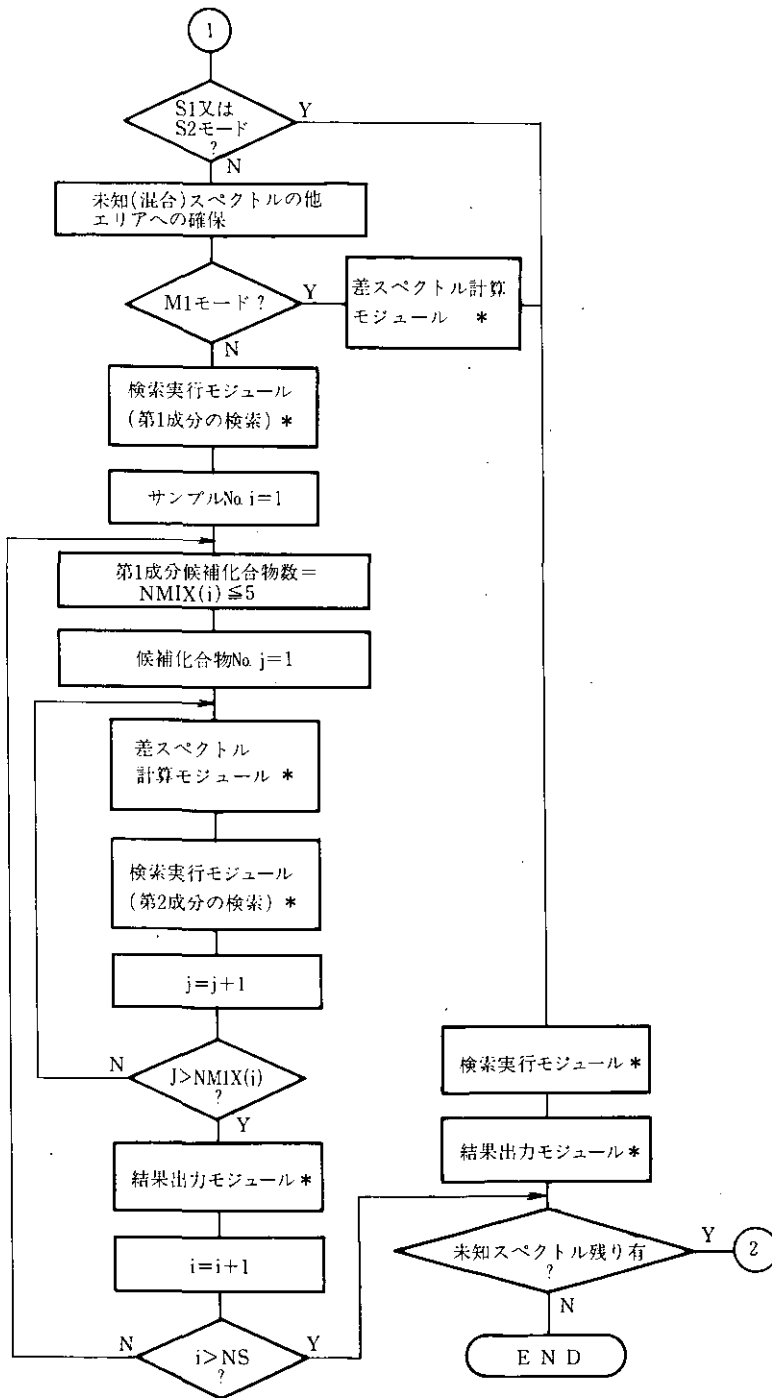 1
S1又は
S2モード
?
Y
N
未知(混合)スペクトルの他
エリアへの確保
M1モード?
Y
N
差スペクトル計算
モジュール *
検索実行モジュール
(第1成分の検索) *
サンプルNo. i=1
第1成分候補化合物数=
NMIX(i)≦5
候補化合物No. j=1
差スペクトル
計算モジュール *
検索実行モジュール
(第2成分の検索) *
j=j+1
J>NMIX(i)
?
N
Y
結果出力モジュール*
i=i+1
i>NS
?
N
Y
検索実行モジュール*
結果出力モジュール*
未知スペクトル残り有
?
Y
2
N
END